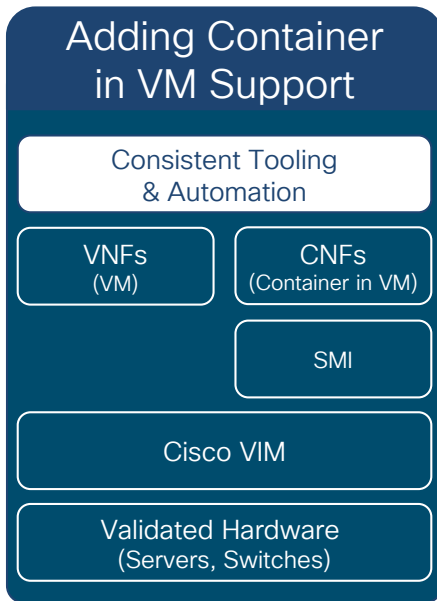 Adding Container
in VM Support
Consistent Tooling
& Automation
VNFs
(VM)
CNFs
(Container in VM)
SMI
Cisco VIM
Validated Hardware
(Servers, Switches)